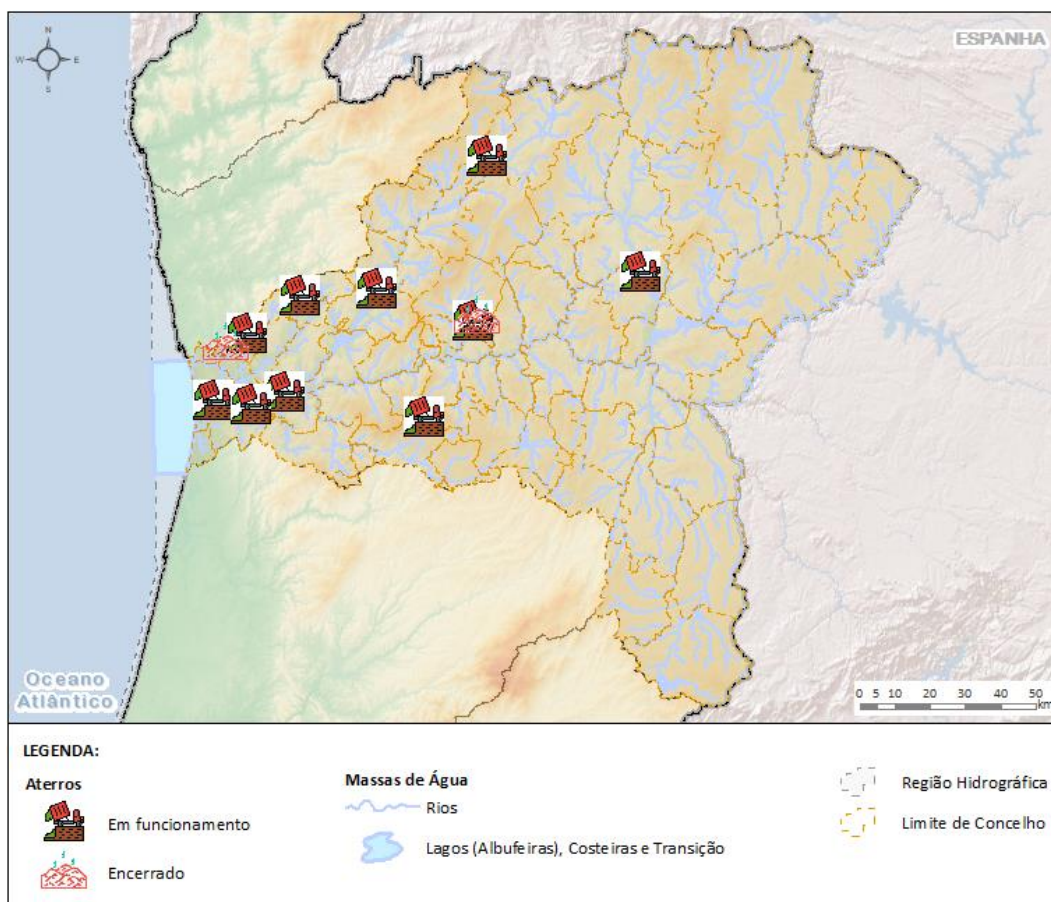 N
W
E
S
ESPANHA
Oceano
Atlântico
0 5 10 20 30 40 50
km
LEGENDA:
Aterros
Em funcionamento
Encerrado
Massas de Água
Rios
Lagos (Albufeiras), Costeiras e Transição
Região Hidrográfica
Limite de Concelho